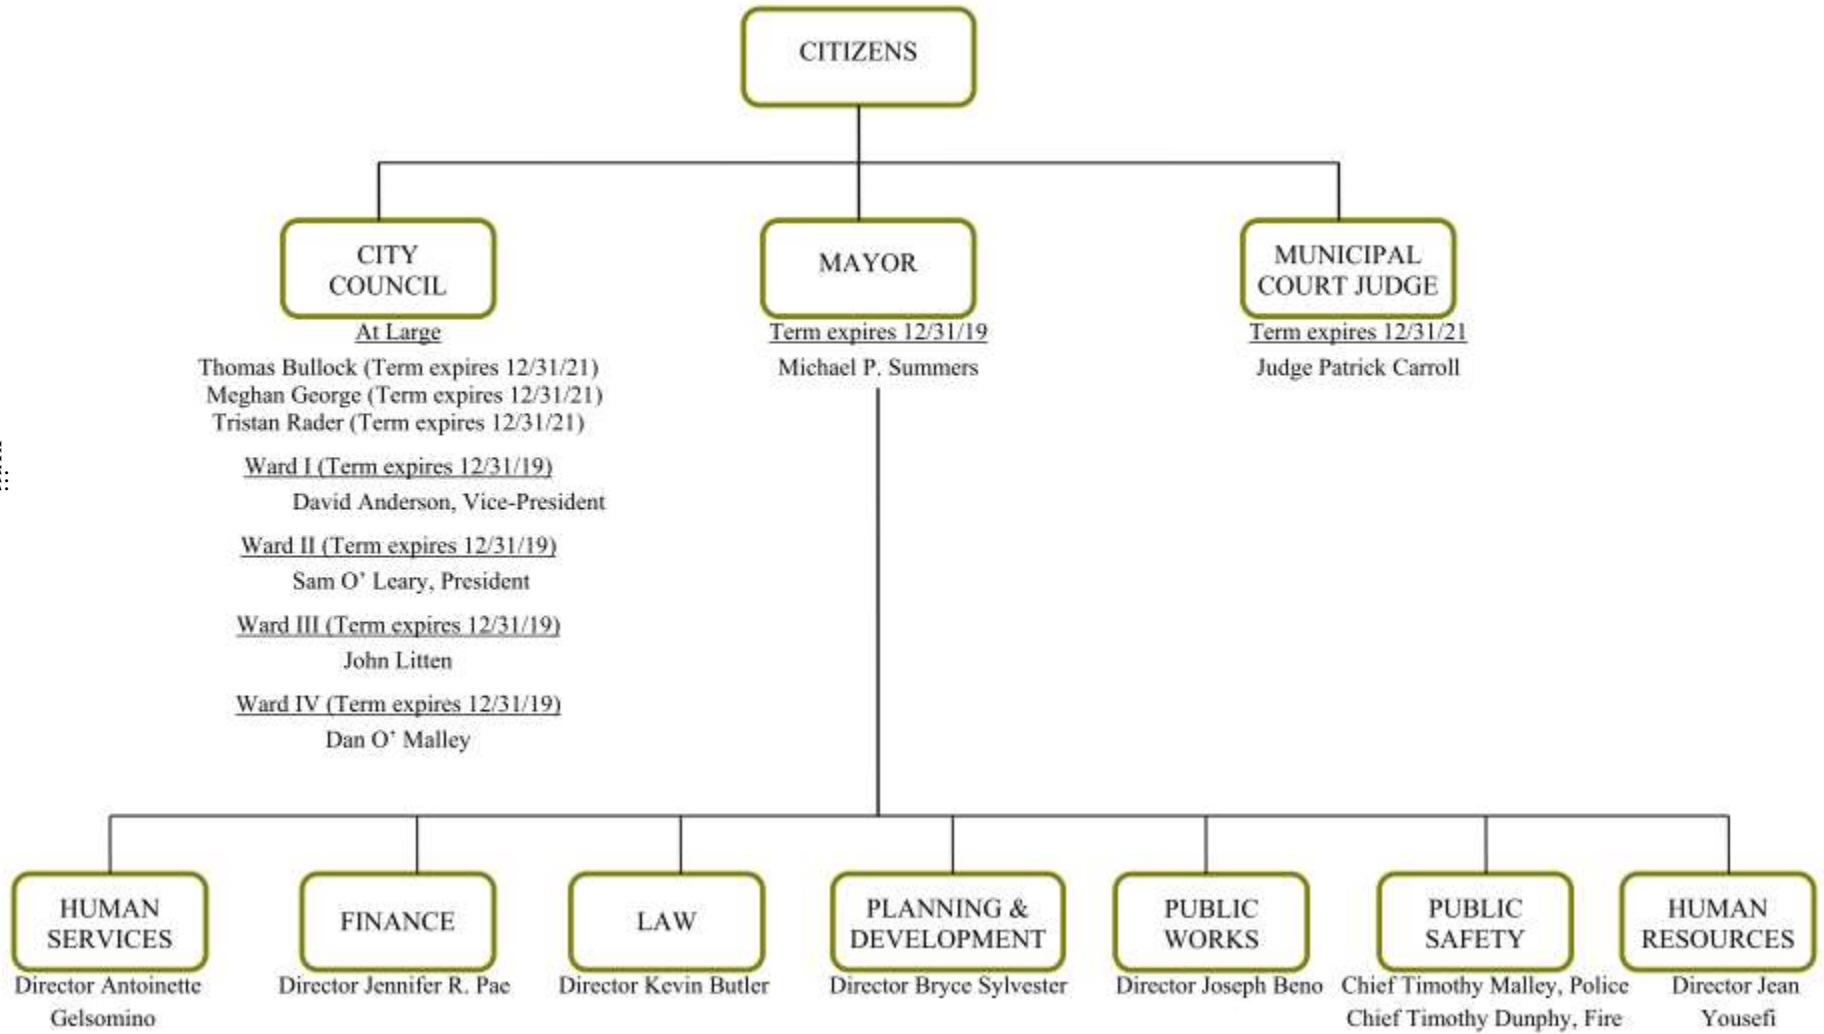 CITIZENS
CITY
COUNCIL
At Large
Thomas Bullock (Term expires 12/31/21)
Meghan George (Term expires 12/31/21)
Tristan Rader (Term expires 12/31/21)
Ward I (Term expires 12/31/19)
David Anderson, Vice-President
Ward II (Term expires 12/31/19)
Sam O’ Leary, President
Ward III (Term expires 12/31/19)
John Litten
Ward IV (Term expires 12/31/19)
Dan O’ Malley
MAYOR
Term expires 12/31/19
Michael P. Summers
MUNICIPAL
COURT JUDGE
Term expires 12/31/21
Judge Patrick Carroll
HUMAN
SERVICES
Director Antoinette
Gelsomino
FINANCE
Director Jennifer R. Pae
LAW
Director Kevin Butler
PLANNING &
DEVELOPMENT
Director Bryce Sylvester
PUBLIC
WORKS
Director Joseph Beno
PUBLIC
SAFETY
Chief Timothy Malley, Police
Chief Timothy Dunphy, Fire
HUMAN
RESOURCES
Director Jean
Yousefi